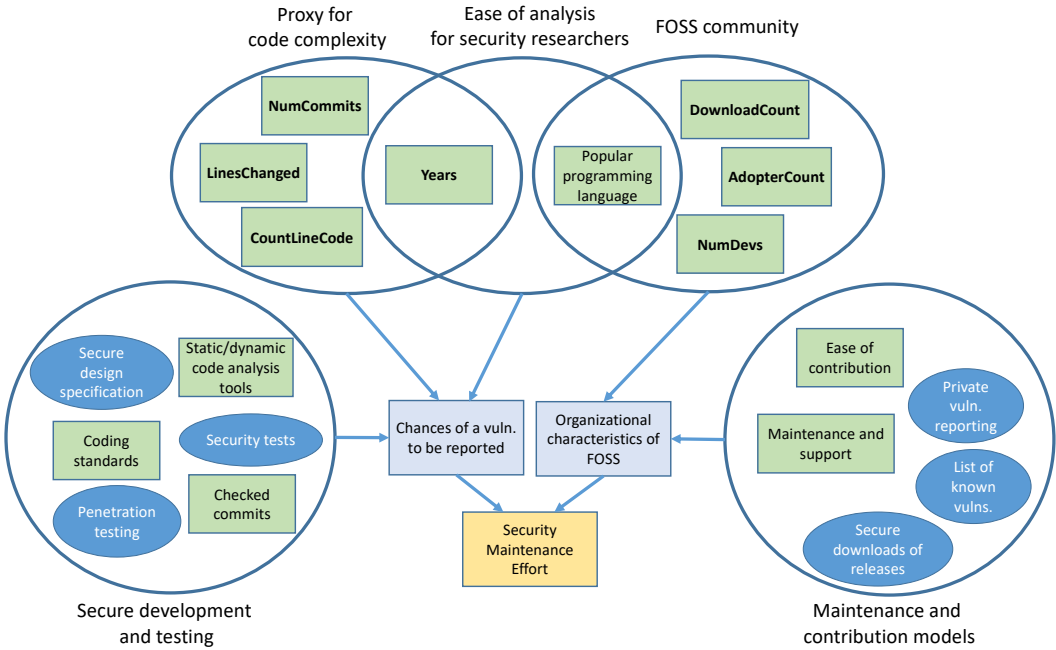 Proxy for
code complexity
Ease of analysis
for security researchers
FOSS community
NumCommits
LinesChanged
CountLineCode
Years
Popular
programming
language
DownloadCount
AdopterCount
NumDevs
Secure
design
specification
Static/dynamic
code analysis
tools
Coding
standards
Security tests
Penetration
testing
Checked
commits
Secure development
and testing
Chances of a vuln.
to be reported
Organizational
characteristics of
FOSS
Security
Maintenance
Effort
Ease of
contribution
Private
vuln.
reporting
Maintenance and
support
List of
known
vulns.
Secure
downloads of
releases
Maintenance and
contribution models